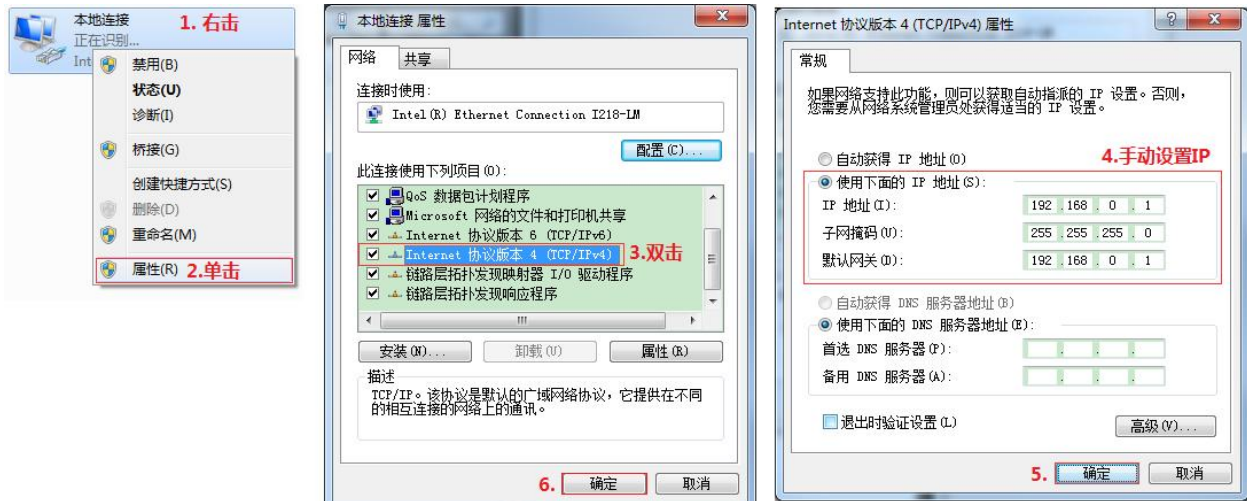 本地连接
1. 右击
正在识别...
Int
禁用(B)
状态(U)
诊断(I)
桥接(G)
创建快捷方式(S)
删除(D)
重命名(M)
属性(R) 2.单击
本地连接 属性
网络 共享
连接时使用:
Intel(R) Ethernet Connection I218-LM
配置(C)...
此连接使用下列项目(O):
QoS 数据包计划程序
Microsoft 网络的文件和打印机共享
Internet 协议版本 6 (TCP/IPv6)
Internet 协议版本 4 (TCP/IPv4) 3.双击
链路层拓扑发现映射器 I/O 驱动程序
链路层拓扑发现响应程序
安装(N)... 卸载(U) 属性(R)
描述
TCP/IP。该协议是默认的广域网络协议，它提供在不同
的相互连接的网络上的通讯。
6. 确定 取消
Internet 协议版本 4 (TCP/IPv4) 属性
常规
如果网络支持此功能，则可以获取自动指派的 IP 设置。否则，
您需要从网络系统管理员处获得适当的 IP 设置。
自动获得 IP 地址(O) 4.手动设置IP
使用下面的 IP 地址(S):
IP 地址(I): 192 .168 . 0 . 1
子网掩码(U): 255 .255 .255 . 0
默认网关(D): 192 .168 . 0 . 1
自动获得 DNS 服务器地址(B)
使用下面的 DNS 服务器地址(E):
首选 DNS 服务器(P): . . .
备用 DNS 服务器(A): . . .
退出时验证设置(L) 高级(V)...
5. 确定 取消